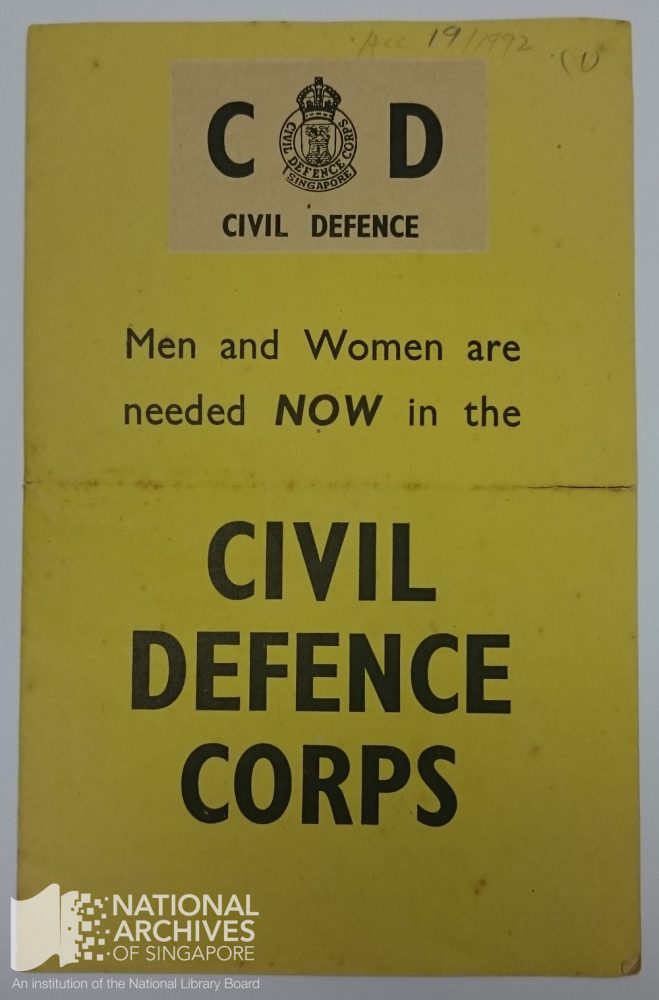 Acc 19/1992 (1)
C D
CIVIL DEFENCE CORPS
SINGAPORE
CIVIL DEFENCE
Men and Women are
needed NOW in the
CIVIL
DEFENCE
CORPS
NATIONAL
ARCHIVES
OF SINGAPORE
An institution of the National Library Board